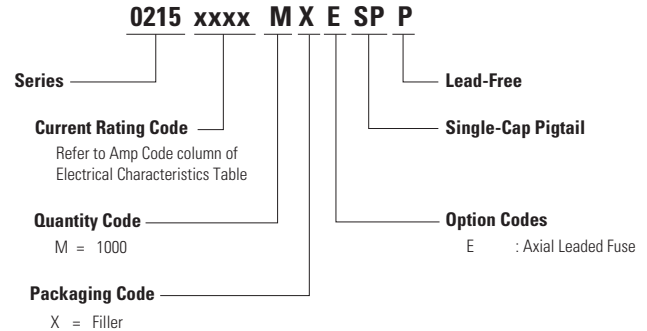 0215 xxxx M X E SP P
Series
Lead-Free
Current Rating Code
Single-Cap Pigtail
Refer to Amp Code column of
Electrical Characteristics Table
Quantity Code
Option Codes
M = 1000
E : Axial Leaded Fuse
Packaging Code
X = Filler